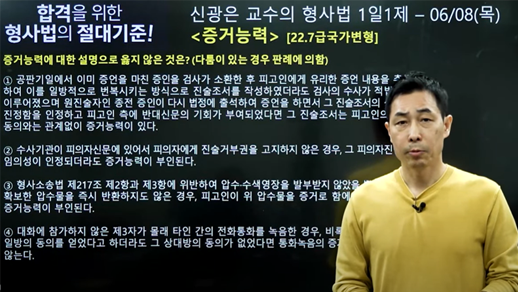 합격을 위한
형사법의 절대기준!
신광은 교수의 형사법 1일1제 – 06/08(목)
<증거능력> [22.7급국가변형]
증거능력에 대한 설명으로 옳지 않은 것은? (다툼이 있는 경우 판례에 의함)
① 공판기일에서 이미 증언을 마친 증인을 검사가 소환한 후 피고인에게 유리한 증언 내용을 추
하여 이를 일방적으로 번복시키는 방식으로 진술조서를 작성하였더라도 검사의 수사가 적법
이루어졌으며 원진술자인 종전 증인이 다시 법정에 출석하여 증언을 하면서 그 진술조서의
진정함을 인정하고 피고인 측에 반대신문의 기회가 부여되었다면 그 진술조서는 피고인의
동의와는 관계없이 증거능력이 있다.
② 수사기관이 피의자신문에 있어서 피의자에게 진술거부권을 고지하지 않은 경우, 그 피의자진
임의성이 인정되더라도 증거능력이 부인된다.
③ 형사소송법 제217조 제2항과 제3항에 위반하여 압수·수색영장을 발부받지 않았을
확보한 압수물을 즉시 반환하지도 않은 경우, 피고인이 위 압수물을 증거로 함에
증거능력이 부인된다.
④ 대화에 참가하지 않은 제3자가 몰래 타인 간의 전화통화를 녹음한 경우, 비록
일방의 동의를 얻었다고 하더라도 그 상대방의 동의가 없었다면 통화녹음의 증
않는다.